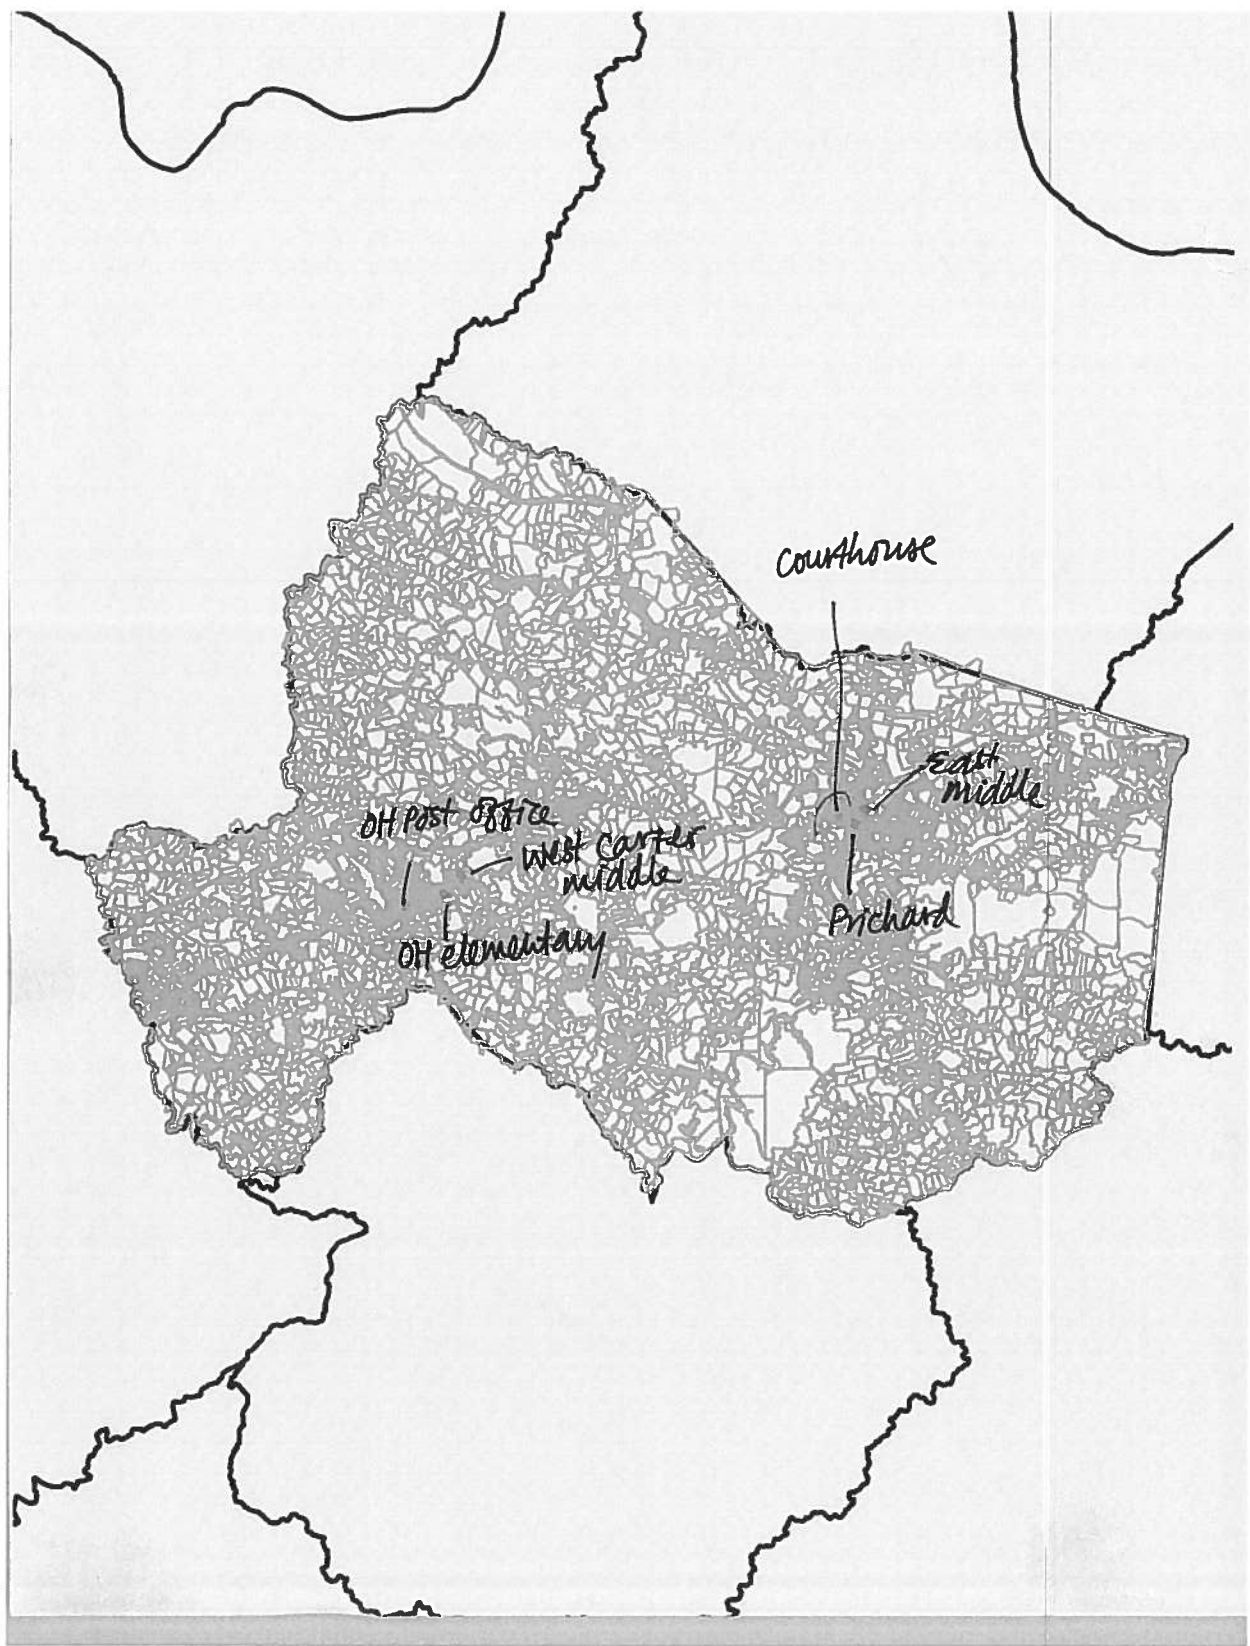 Courthouse
East
middle
OH Post Office
West Carter
middle
Prichard
OH elementary